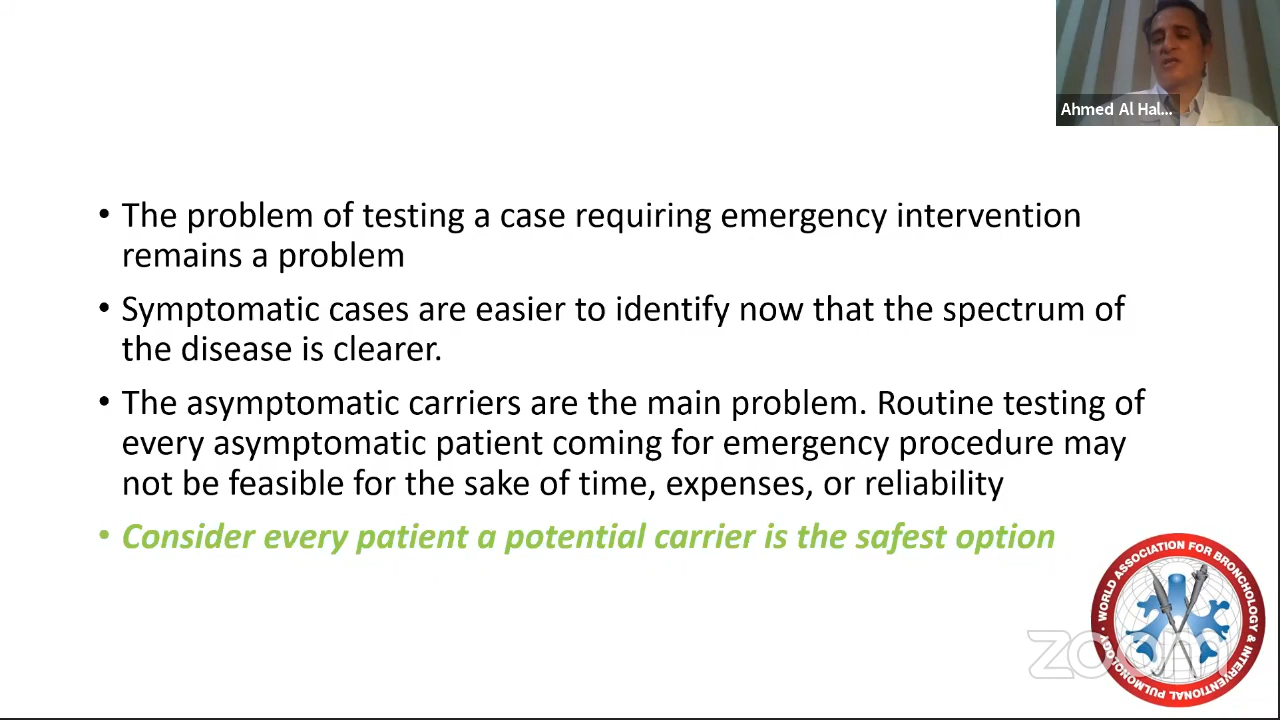 Ahmed Al Hal...
• The problem of testing a case requiring emergency intervention
remains a problem
• Symptomatic cases are easier to identify now that the spectrum of
the disease is clearer.
• The asymptomatic carriers are the main problem. Routine testing of
every asymptomatic patient coming for emergency procedure may
not be feasible for the sake of time, expenses, or reliability
• Consider every patient a potential carrier is the safest option
WORLD ASSOCIATION FOR BRONCHOLOGY & INTERVENTIONAL PULMONOLOGY
zoom